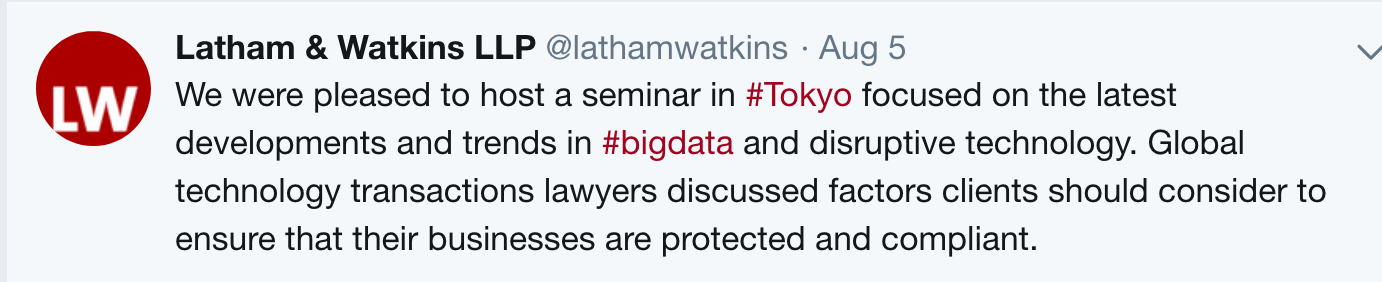 LW
Latham & Watkins LLP @lathamwatkins · Aug 5
We were pleased to host a seminar in #Tokyo focused on the latest
developments and trends in #bigdata and disruptive technology. Global
technology transactions lawyers discussed factors clients should consider to
ensure that their businesses are protected and compliant.